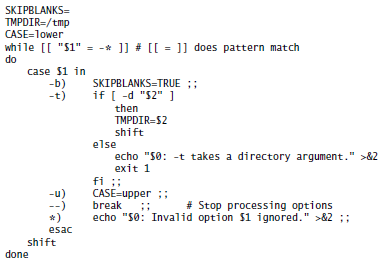 SKIPBLANKS=
TMPDIR=/tmp
CASE=lower
while [[ "$1" = -* ]] # [[ = ]] does pattern match
do
    case $1 in
        -b)     SKIPBLANKS=TRUE ;;
        -t)     if [ -d "$2" ]
                    then
                    TMPDIR=$2
                    shift
                else
                    echo "$0: -t takes a directory argument." >&2
                    exit 1
                fi ;;
        -u)     CASE=upper ;;
        --)     break   ;;      # Stop processing options
        *)      echo "$0: Invalid option $1 ignored." >&2 ;;
        esac
    shift
done